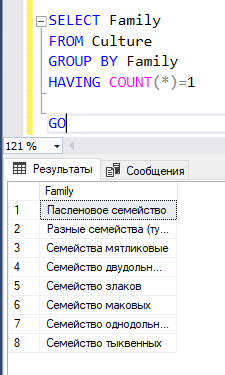 SELECT Family
FROM Culture
GROUP BY Family
HAVING COUNT(*)=1
GO
121 %
Результаты Сообщения
Family
1 Пасленовое семейство
2 Разные семейства (ту...
3 Семейства мятликовые
4 Семейство двудольн...
5 Семейство злаков
6 Семейство маковых
7 Семейство однодольн...
8 Семейство тыквенных